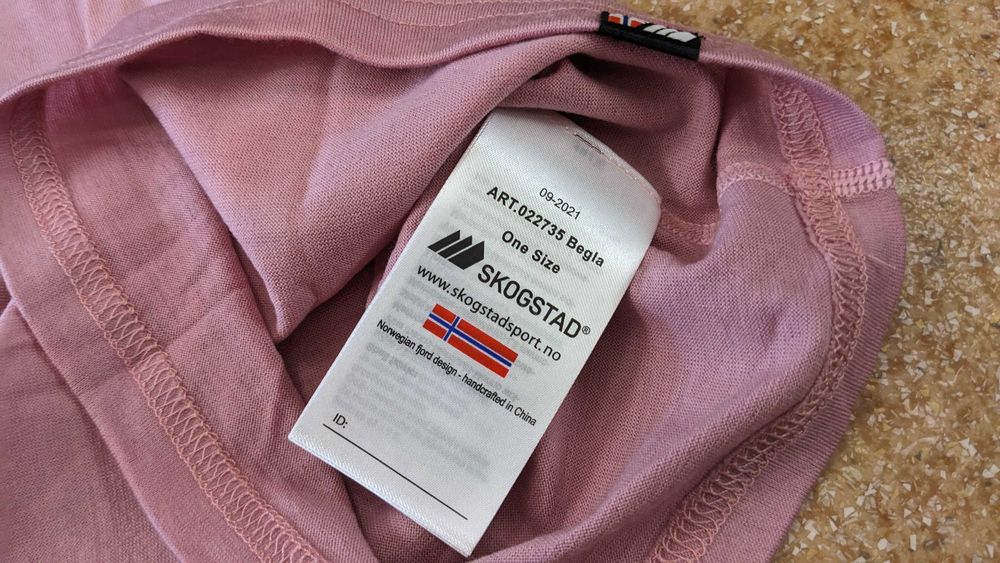 09-2021
ART.022735 Begla
One Size
SKOGSTAD®
www.skogstadsport.no
Norwegian fjord design - handcrafted in China
ID: